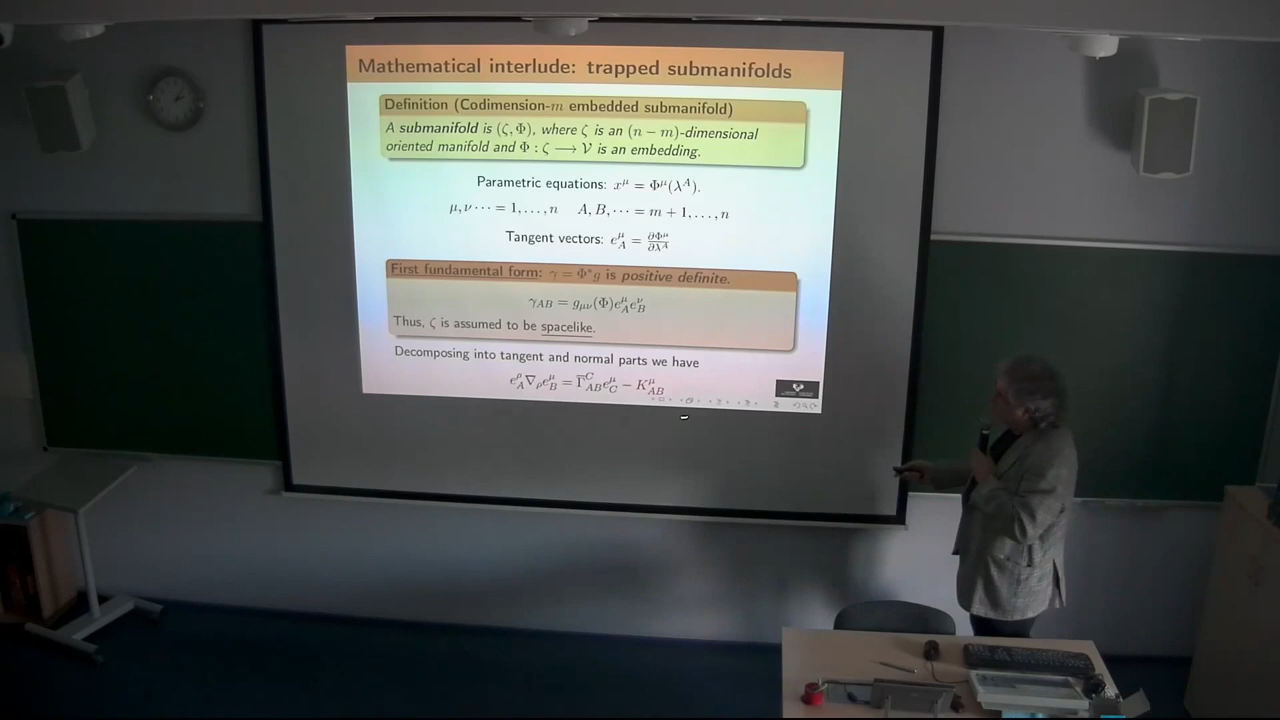 Mathematical interlude: trapped submanifolds
Definition (Codimension-m embedded submanifold)
A submanifold is (ζ, Φ), where ζ is an (n − m)-dimensional
oriented manifold and Φ : ζ ⟶ 𝒱 is an embedding.
Parametric equations: x^μ = Φ^μ(λ^A).
μ, ν ⋯ = 1, . . . , n A, B, ⋯ = m + 1, . . . , n
Tangent vectors: e^μ_A = ∂Φ^μ/∂λ^A
First fundamental form: γ = Φ*g is positive definite.
γ_AB = g_μν(Φ)e^μ_A e^ν_B
Thus, ζ is assumed to be spacelike.
Decomposing into tangent and normal parts we have
e^ρ_A ∇_ρ e^μ_B = Γ̅^C_AB e^μ_C − K^μ_AB